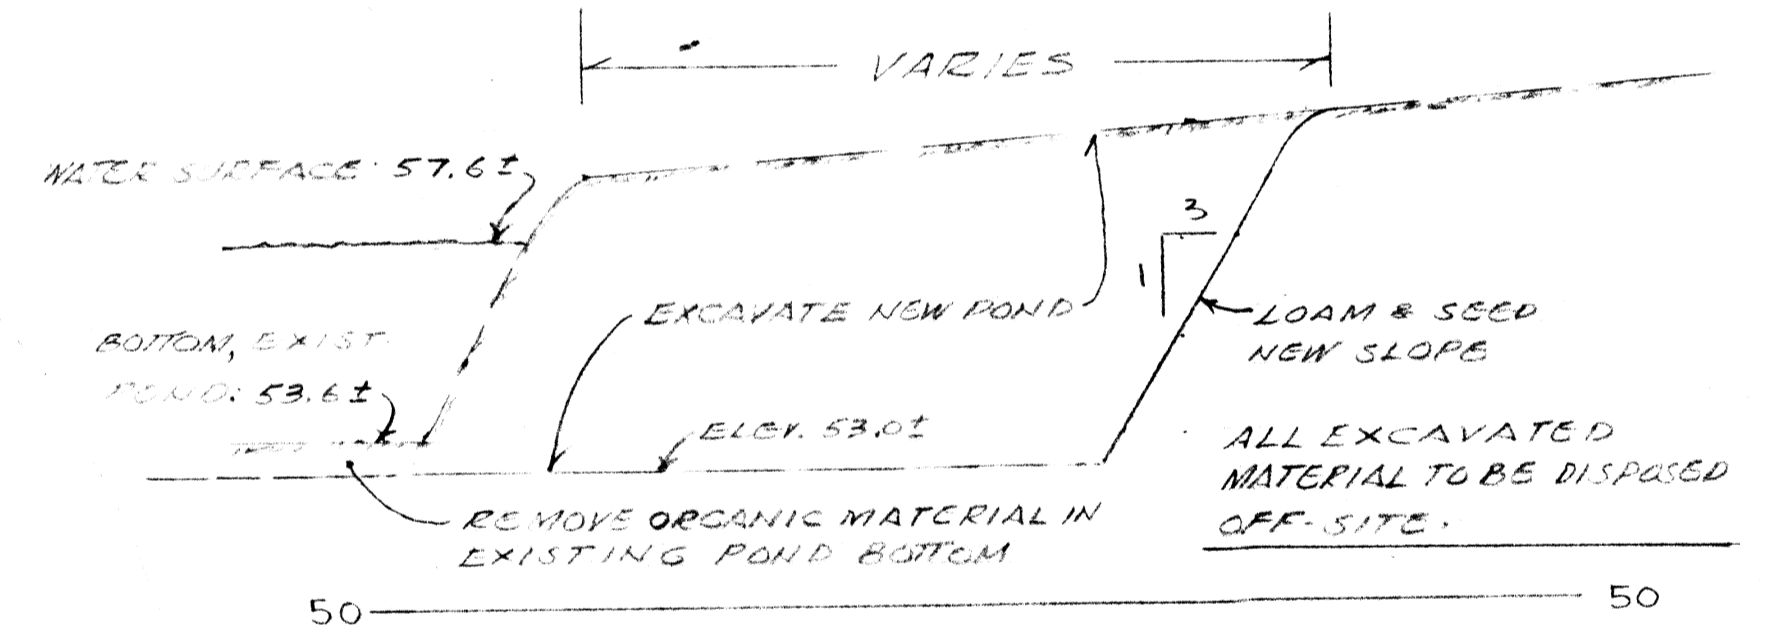 VARIES
WATER SURFACE: 57.6±
3
1
EXCAVATE NEW POND
LOAM & SEED
NEW SLOPE
BOTTOM, EXIST.
POND: 53.6±
ELEV. 53.0±
ALL EXCAVATED
MATERIAL TO BE DISPOSED
OFF-SITE.
REMOVE ORGANIC MATERIAL IN
EXISTING POND BOTTOM
50 50